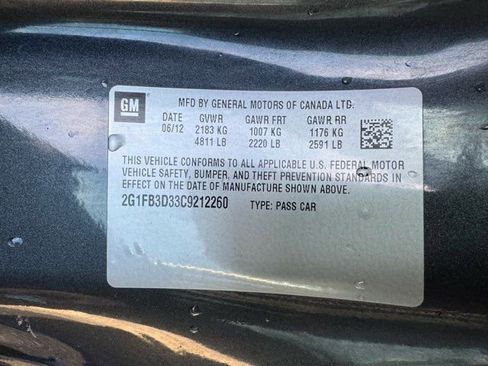 GM MFD BY GENERAL MOTORS OF CANADA LTD.
DATE GVWR GAWR FRT GAWR RR
06/12 2183 KG 1007 KG 1176 KG
4811 LB 2220 LB 2591 LB
THIS VEHICLE CONFORMS TO ALL APPLICABLE U.S. FEDERAL MOTOR
VEHICLE SAFETY, BUMPER, AND THEFT PREVENTION STANDARDS IN
EFFECT ON THE DATE OF MANUFACTURE SHOWN ABOVE.
2G1FB3D33C9212260 TYPE: PASS CAR